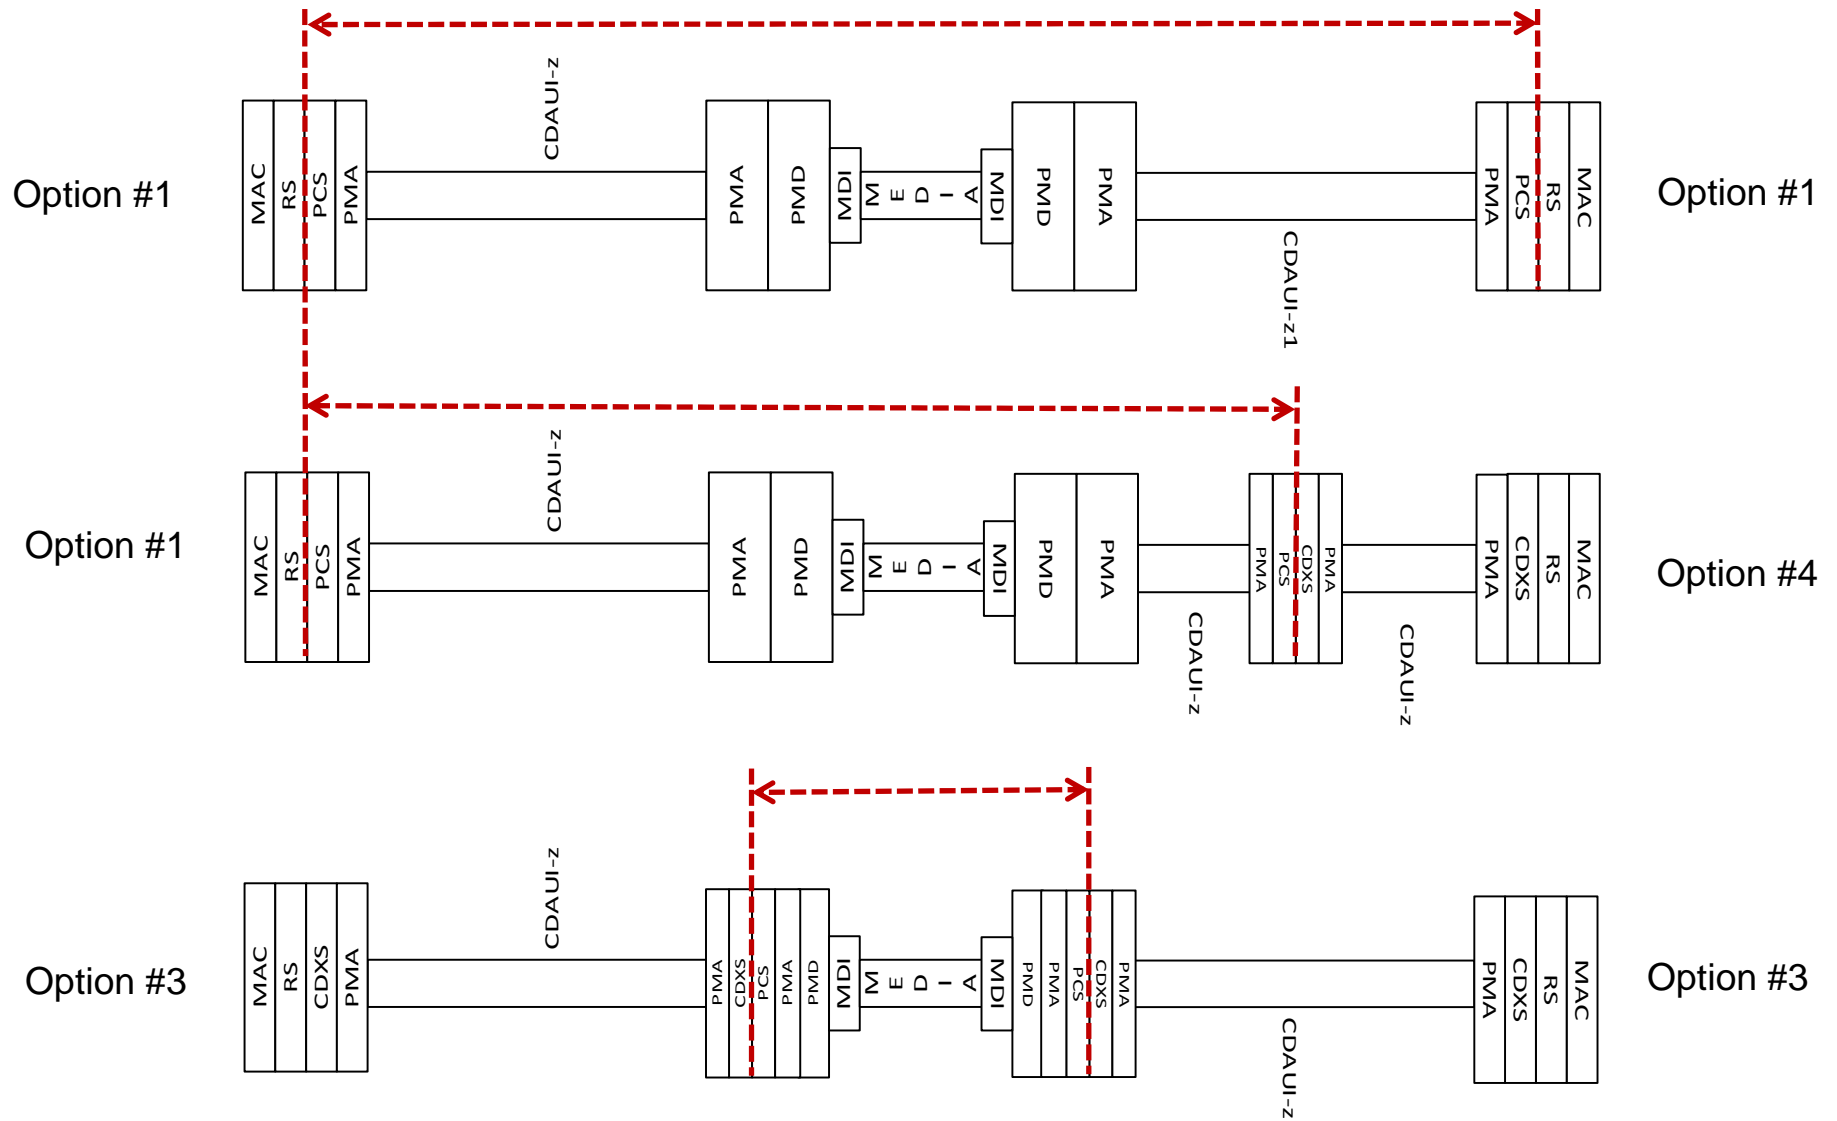 CDAUI-z
Option #1
MAC
RS
PCS
PMA
PMA
PMD
MDI
MEDIA
MDI
PMD
PMA
CDAUI-z1
PMA
PCS
RS
MAC
Option #1
CDAUI-z
Option #1
MAC
RS
PCS
PMA
PMA
PMD
MDI
MEDIA
MDI
PMD
PMA
CDAUI-z
PMA
PCS
CDXS
PMA
CDAUI-z
PMA
CDXS
RS
MAC
Option #4
CDAUI-z
Option #3
MAC
RS
CDXS
PMA
PMA
CDXS
PCS
PMA
PMD
MDI
MEDIA
MDI
PMD
PMA
PCS
CDXS
PMA
CDAUI-z
PMA
CDXS
RS
MAC
Option #3